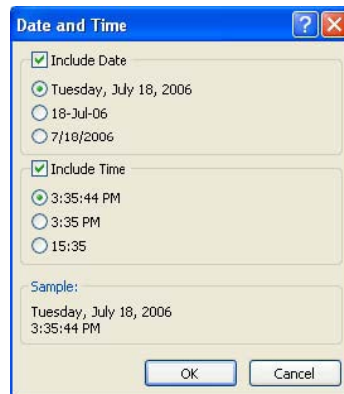 Date and Time
Include Date
Tuesday, July 18, 2006
18-Jul-06
7/18/2006
Include Time
3:35:44 PM
3:35 PM
15:35
Sample:
Tuesday, July 18, 2006
3:35:44 PM
OK Cancel